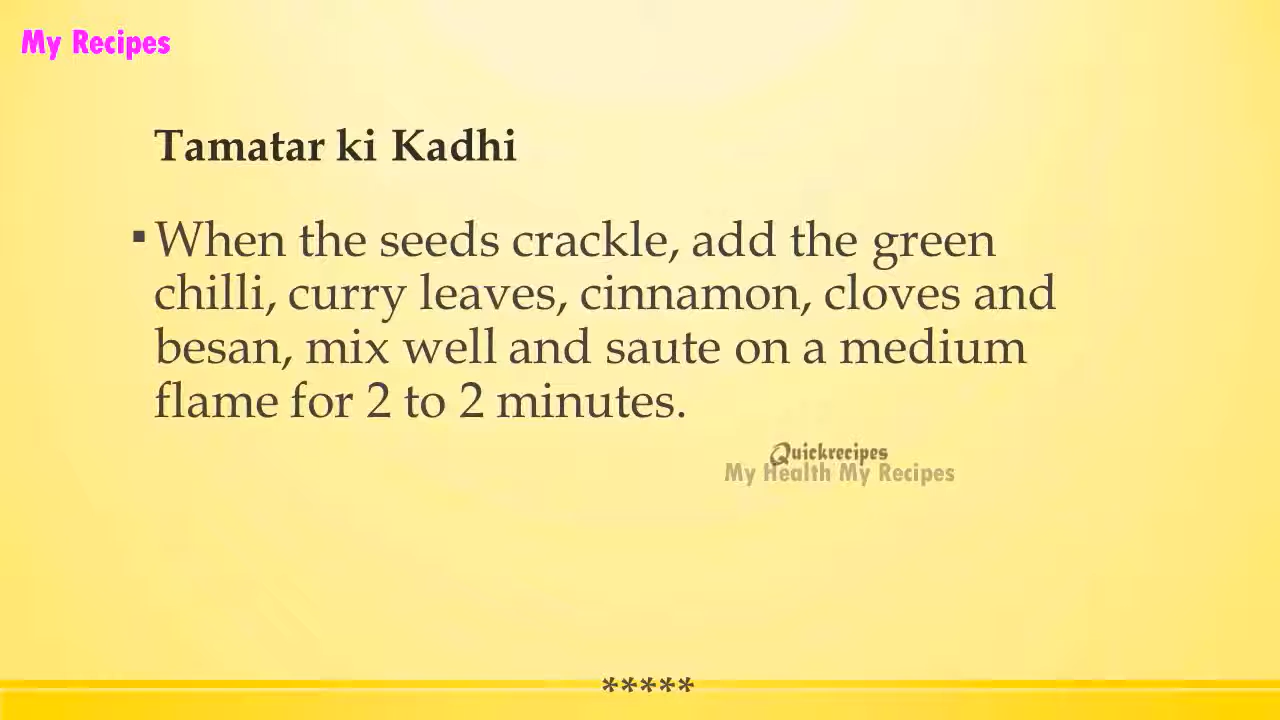 My Recipes
Tamatar ki Kadhi
▪When the seeds crackle, add the green
chilli, curry leaves, cinnamon, cloves and
besan, mix well and saute on a medium
flame for 2 to 2 minutes.
Quickrecipes
My Health My Recipes
*****